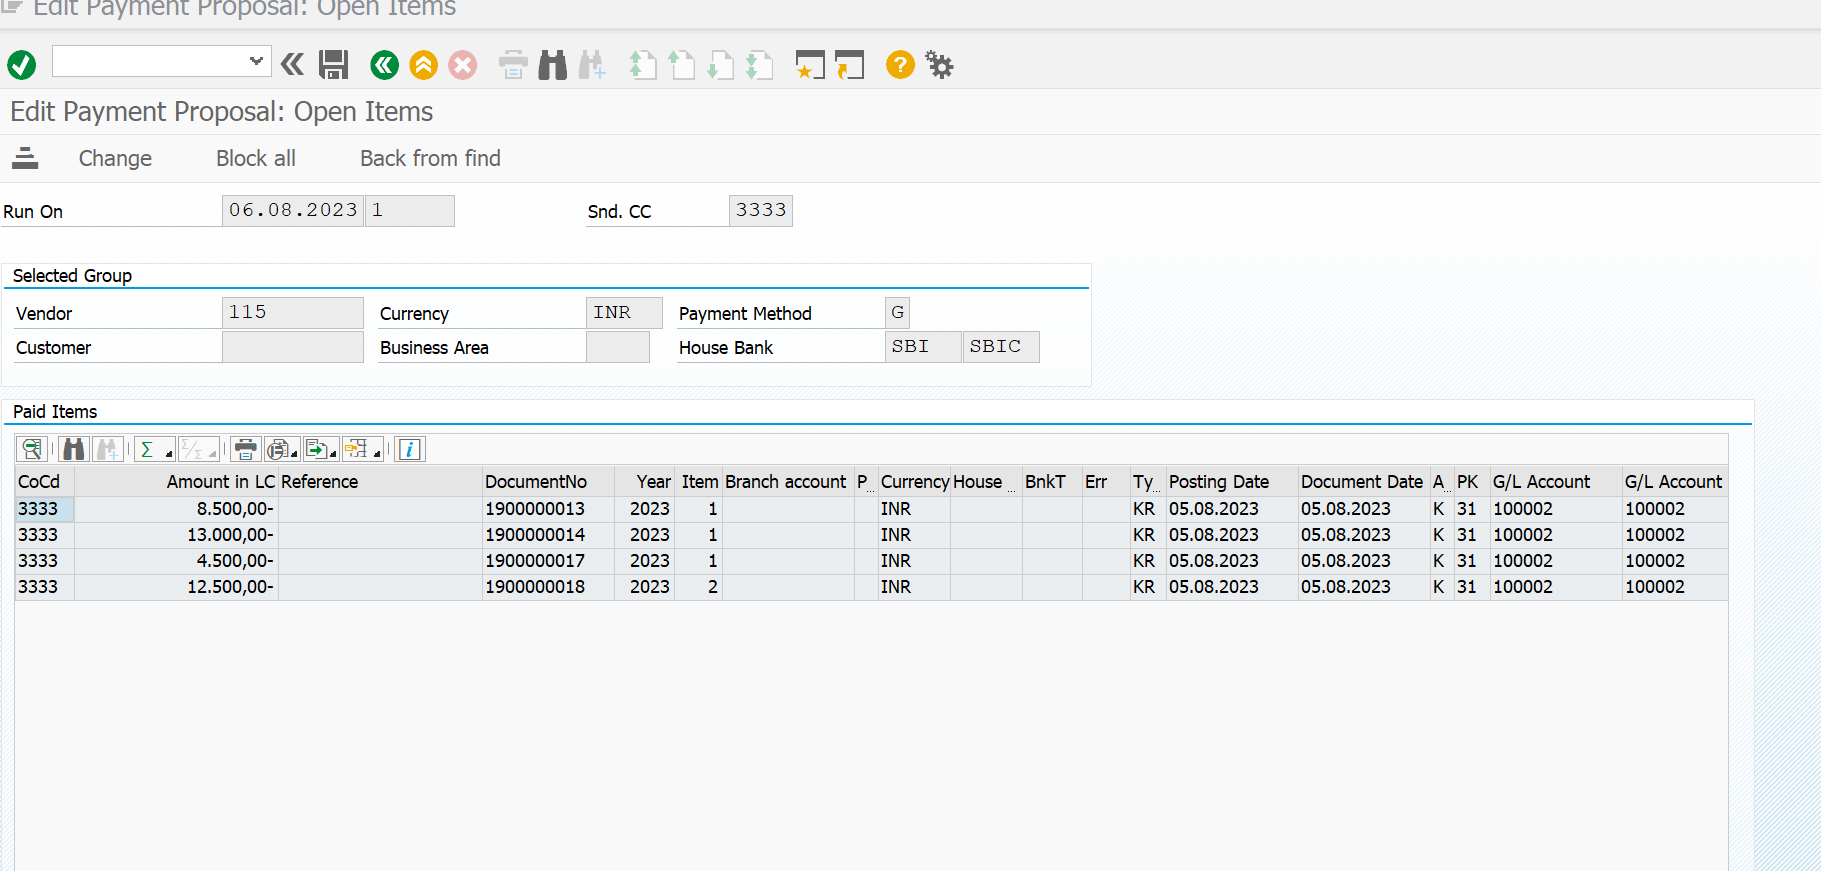 Edit Payment Proposal: Open Items
Edit Payment Proposal: Open Items
Change Block all Back from find
Run On 06.08.2023 1 Snd. CC 3333
Selected Group
Vendor 115 Currency INR Payment Method G
Customer Business Area House Bank SBI SBIC
Paid Items
CoCd Amount in LC Reference DocumentNo Year Item Branch account P... Currency House ... BnkT Err Ty... Posting Date Document Date A... PK G/L Account G/L Account
3333 8.500,00- 1900000013 2023 1 INR KR 05.08.2023 05.08.2023 K 31 100002 100002
3333 13.000,00- 1900000014 2023 1 INR KR 05.08.2023 05.08.2023 K 31 100002 100002
3333 4.500,00- 1900000017 2023 1 INR KR 05.08.2023 05.08.2023 K 31 100002 100002
3333 12.500,00- 1900000018 2023 2 INR KR 05.08.2023 05.08.2023 K 31 100002 100002